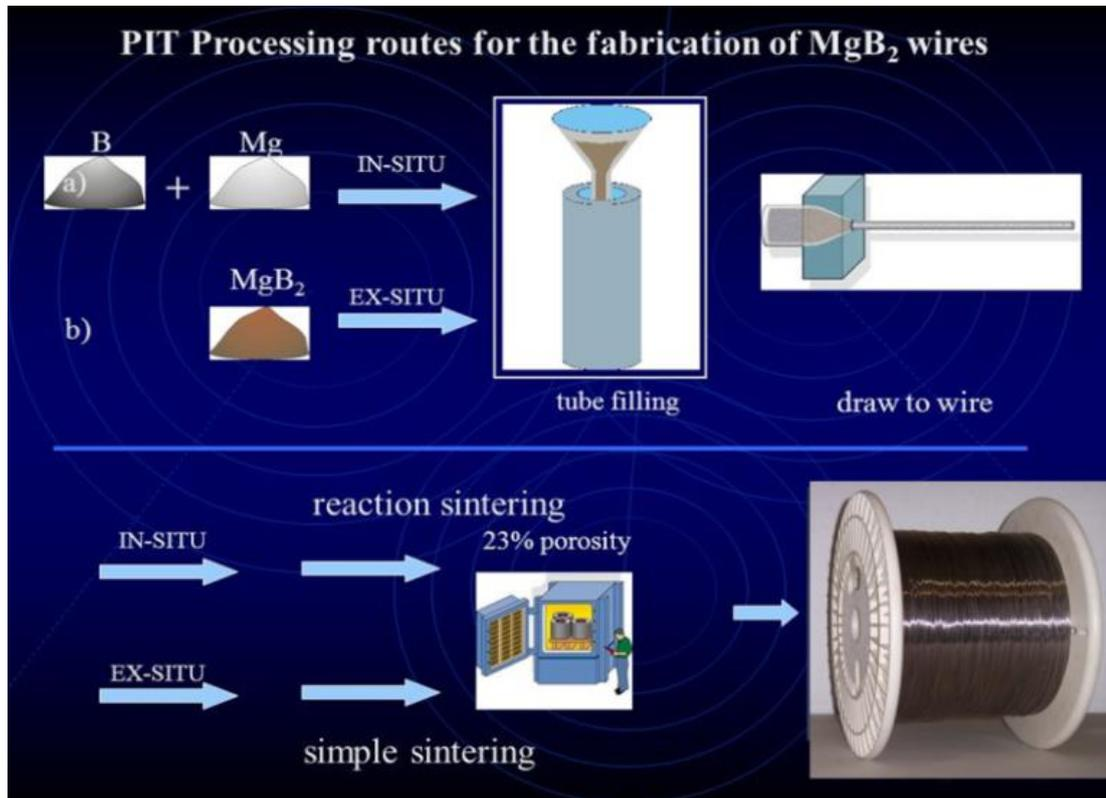 PIT Processing routes for the fabrication of MgB₂ wires
B
Mg
a)
+
IN-SITU
MgB₂
b)
EX-SITU
tube filling
draw to wire
reaction sintering
IN-SITU
23% porosity
EX-SITU
simple sintering